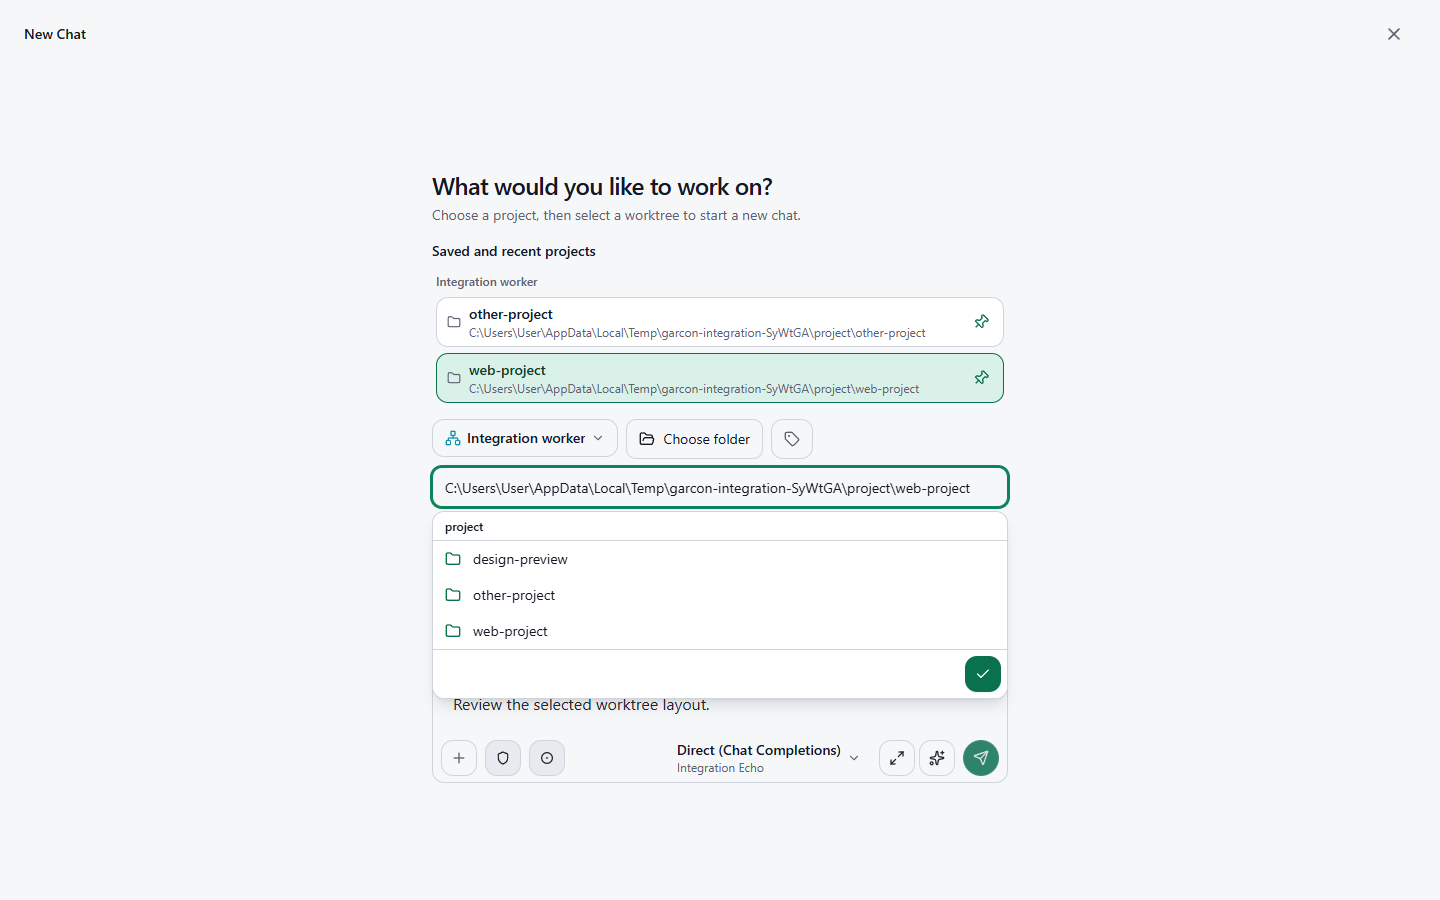 New Chat
What would you like to work on?
Choose a project, then select a worktree to start a new chat.
Saved and recent projects
Integration worker
other-project
C:\Users\User\AppData\Local\Temp\garcon-integration-SyWtGA\project\other-project
web-project
C:\Users\User\AppData\Local\Temp\garcon-integration-SyWtGA\project\web-project
Integration worker
Choose folder
C:\Users\User\AppData\Local\Temp\garcon-integration-SyWtGA\project\web-project
project
design-preview
other-project
web-project
Review the selected worktree layout.
Direct (Chat Completions)
Integration Echo